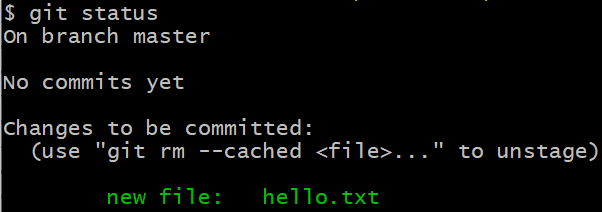 $ git status
On branch master
No commits yet
Changes to be committed:
(use "git rm --cached <file>..." to unstage)
new file: hello.txt